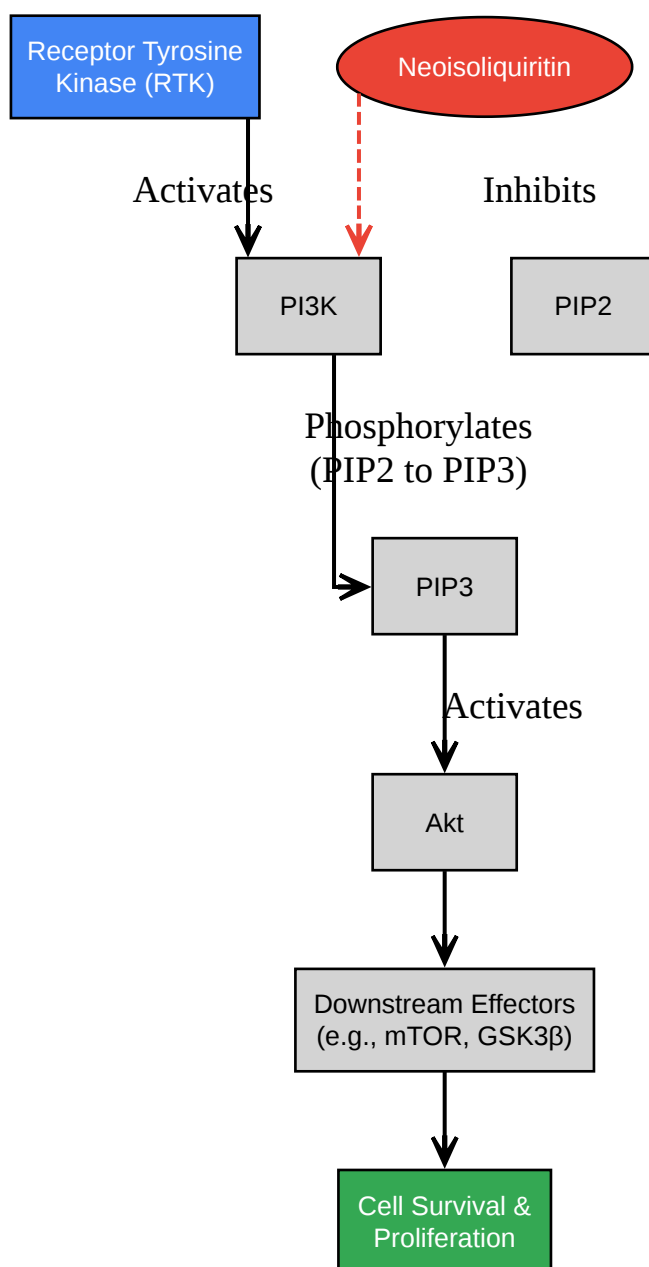 Receptor Tyrosine
Kinase (RTK)
Neoisoliquiritin
Activates
Inhibits
PI3K
PIP2
Phosphorylates
(PIP2 to PIP3)
PIP3
Activates
Akt
Downstream Effectors
(e.g., mTOR, GSK3β)
Cell Survival &
Proliferation